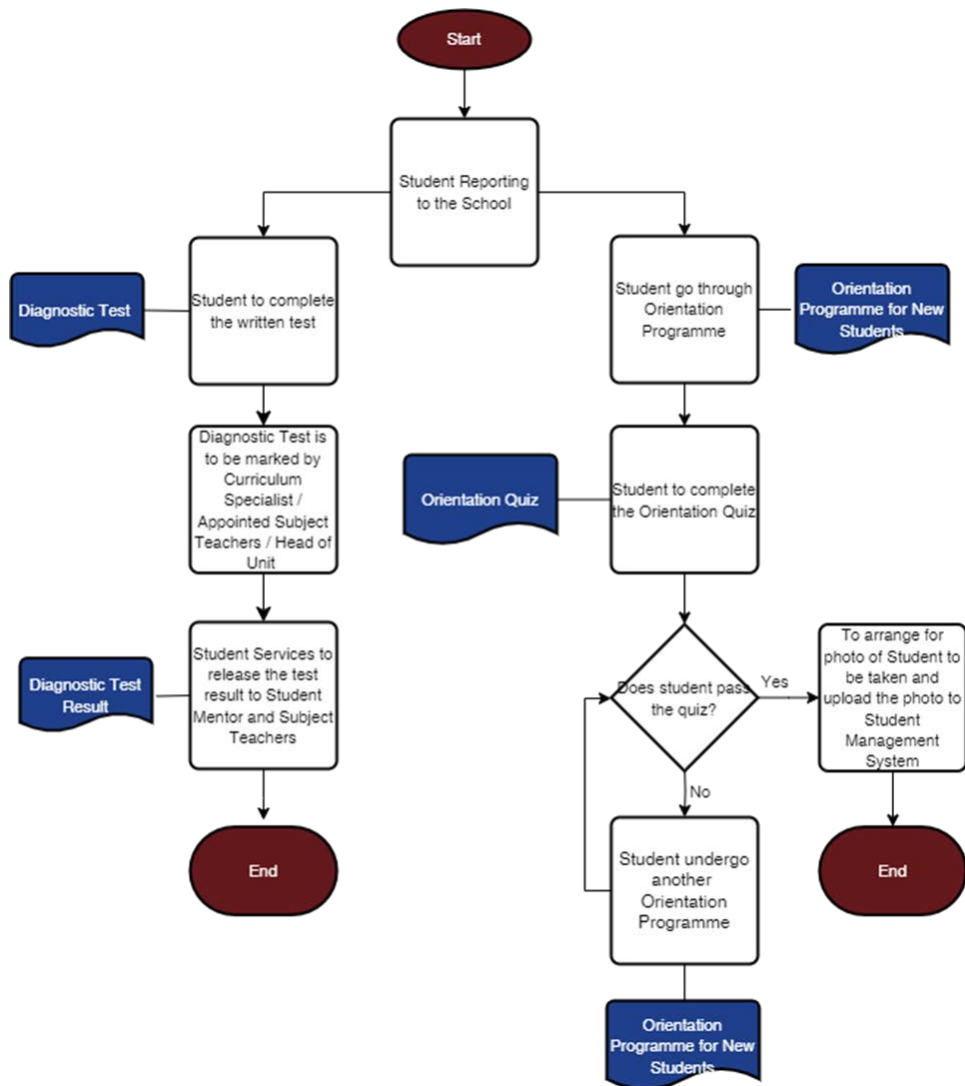 Start
Student Reporting
to the School
Diagnostic Test
Student to complete
the written test
Student go through
Orientation
Programme
Orientation
Programme for New
Students
Diagnostic Test is
to be marked by
Curriculum
Specialist /
Appointed Subject
Teachers / Head of
Unit
Orientation Quiz
Student to complete
the Orientation Quiz
Diagnostic Test
Result
Student Services to
release the test
result to Student
Mentor and Subject
Teachers
Does student pass
the quiz?
Yes
To arrange for
photo of Student to
be taken and
upload the photo to
Student
Management
System
No
End
Student undergo
another
Orientation
Programme
End
Orientation
Programme for New
Students